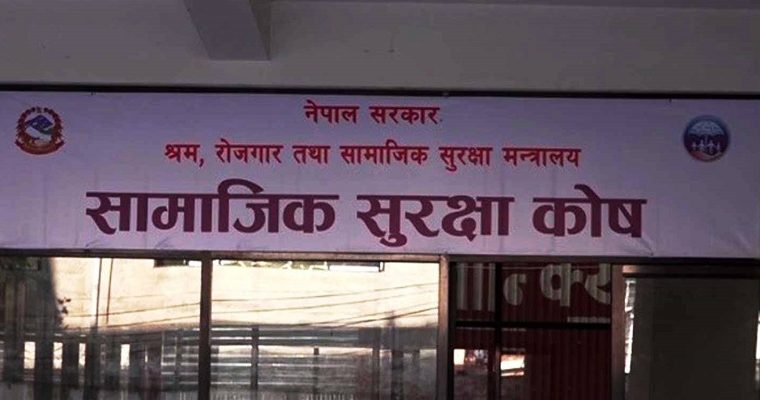 नेपाल सरकार
श्रम, रोजगार तथा सामाजिक सुरक्षा मन्त्रालय
सामाजिक सुरक्षा कोष